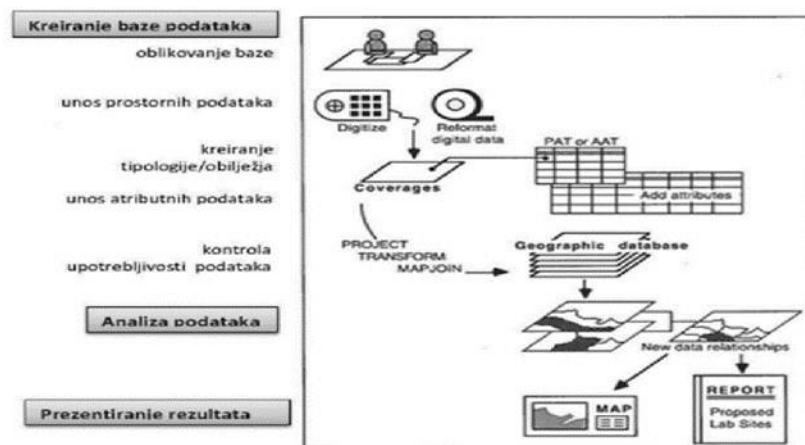 Kreiranje baze podataka
oblikovanje baze
unos prostornih podataka
kreiranje
tipologije/obilježja
unos atributnih podataka
kontrola
upotrebljivosti podataka
Analiza podataka
Prezentiranje rezultata
Digitize
Reformat
digital data
PAT or AAT
Coverages
Add attributes
PROJECT
TRANSFORM
MAPJOIN
Geographic database
New data relationships
MAP
REPORT
Proposed
Lab Sites